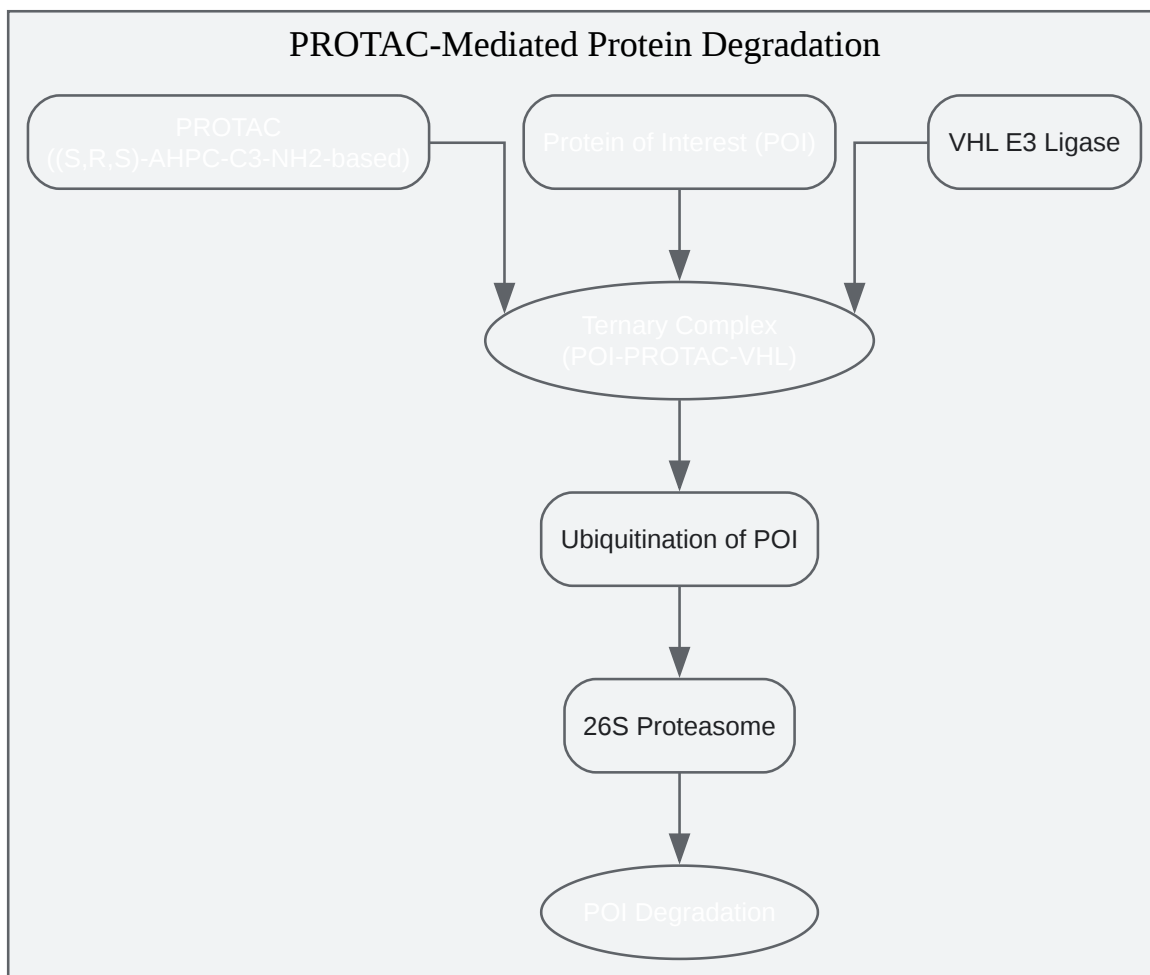 PROTAC-Mediated Protein Degradation
PROTAC
((S,R,S)-AHPC-C3-NH2-based)
Protein of Interest (POI)
VHL E3 Ligase
Ternary Complex
(POI-PROTAC-VHL)
Ubiquitination of POI
26S Proteasome
POI Degradation